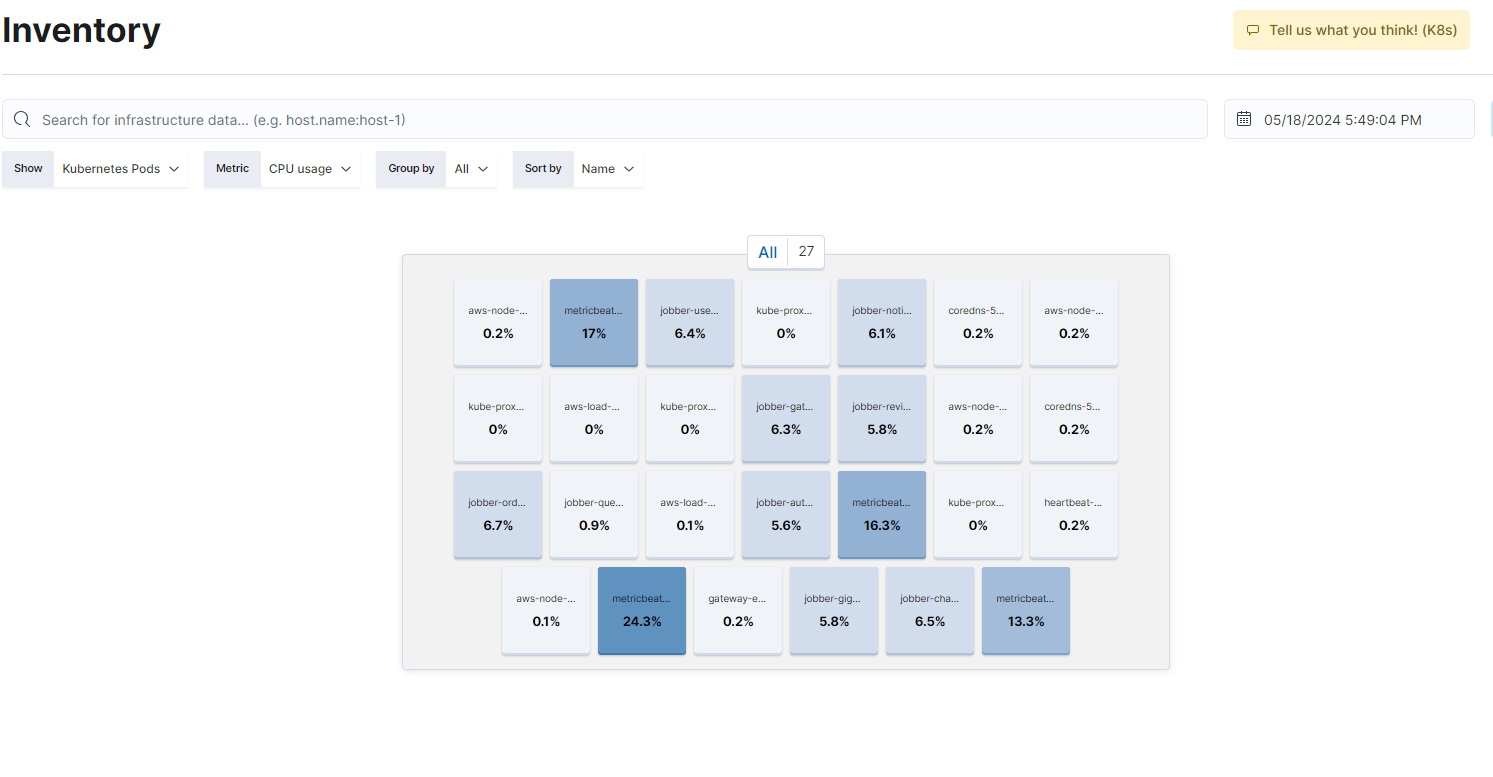 Inventory
Tell us what you think! (K8s)
Search for infrastructure data... (e.g. host.name:host-1)
05/18/2024 5:49:04 PM
Show Kubernetes Pods Metric CPU usage Group by All Sort by Name
All 27
aws-node-... metricbeat... jobber-use... kube-prox... jobber-noti... coredns-5... aws-node-...
0.2% 17% 6.4% 0% 6.1% 0.2% 0.2%
kube-prox... aws-load-... kube-prox... jobber-gat... jobber-revi... aws-node-... coredns-5...
0% 0% 0% 6.3% 5.8% 0.2% 0.2%
jobber-ord... jobber-que... aws-load-... jobber-aut... metricbeat... kube-prox... heartbeat-...
6.7% 0.9% 0.1% 5.6% 16.3% 0% 0.2%
aws-node-... metricbeat... gateway-e... jobber-gig... jobber-cha... metricbeat...
0.1% 24.3% 0.2% 5.8% 6.5% 13.3%